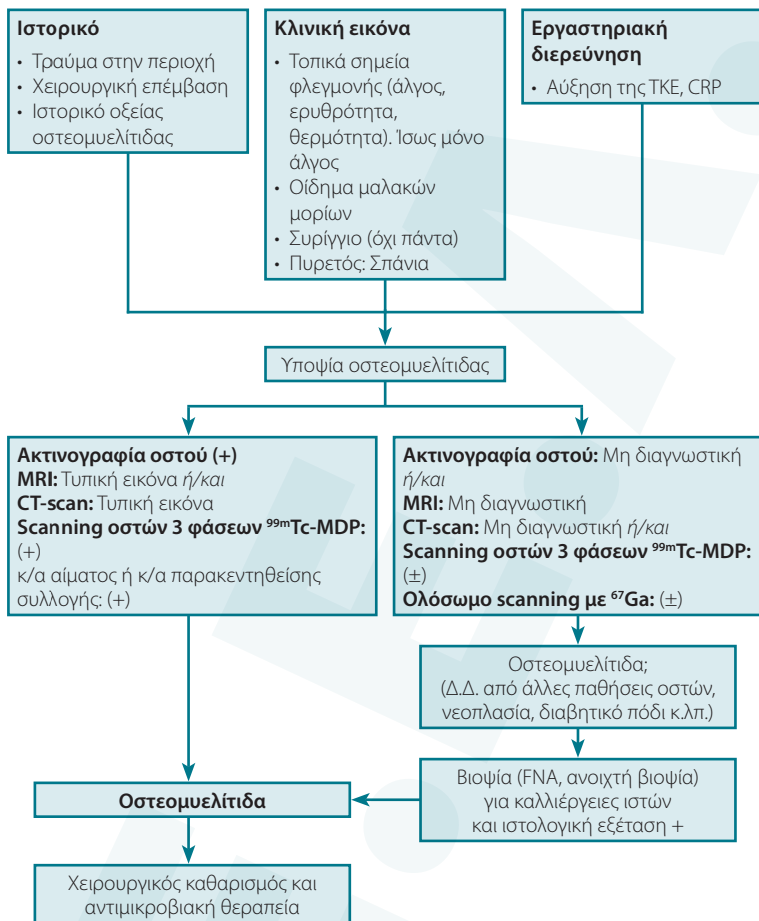 Ιστορικό
• Τραύμα στην περιοχή
• Χειρουργική επέμβαση
• Ιστορικό οξείας
οστεομυελίτιδας
Κλινική εικόνα
• Τοπικά σημεία
φλεγμονής (άλγος,
ερυθρότητα,
θερμότητα). Ίσως μόνο
άλγος
• Οίδημα μαλακών
μορίων
• Συρίγγιο (όχι πάντα)
• Πυρετός: Σπάνια
Εργαστηριακή
διερεύνηση
• Αύξηση της ΤΚΕ, CRP
Υποψία οστεομυελίτιδας
Ακτινογραφία οστού (+)
MRI: Τυπική εικόνα ή/και
CT-scan: Τυπική εικόνα
Scanning οστών 3 φάσεων ⁹⁹ᵐTc-MDP:
(+)
κ/α αίματος ή κ/α παρακεντηθείσης
συλλογής: (+)
Ακτινογραφία οστού: Μη διαγνωστική
ή/και
MRI: Μη διαγνωστική
CT-scan: Μη διαγνωστική ή/και
Scanning οστών 3 φάσεων ⁹⁹ᵐTc-MDP:
(±)
Ολόσωμο scanning με ⁶⁷Ga: (±)
Οστεομυελίτιδα;
(Δ.Δ. από άλλες παθήσεις οστών,
νεοπλασία, διαβητικό πόδι κ.λπ.)
Βιοψία (FNA, ανοιχτή βιοψία)
για καλλιέργειες ιστών
και ιστολογική εξέταση +
Οστεομυελίτιδα
Χειρουργικός καθαρισμός και
αντιμικροβιακή θεραπεία